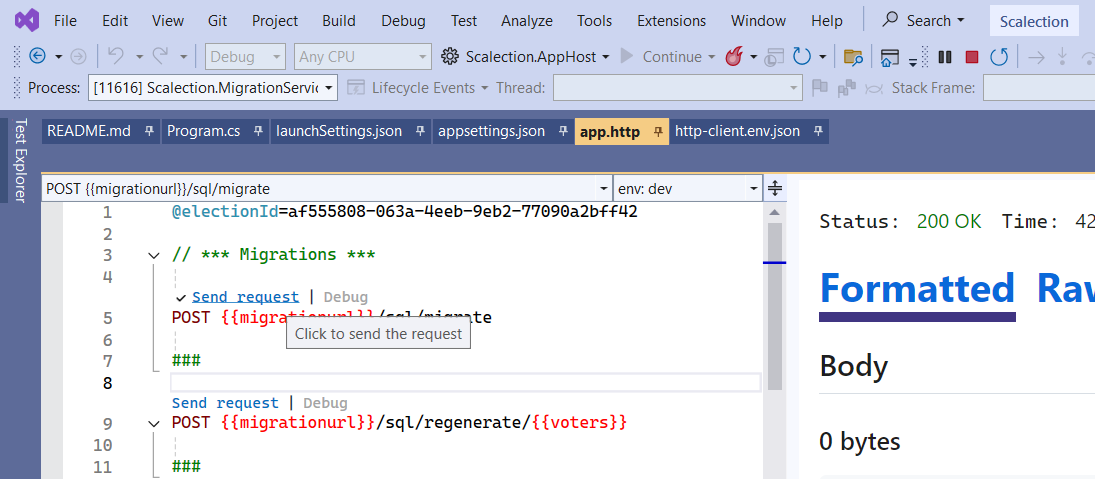 File Edit View Git Project Build Debug Test Analyze Tools Extensions Window Help Search Scalection
Debug Any CPU Scalection.AppHost Continue
Process: [11616] Scalection.MigrationServic Lifecycle Events Thread: Stack Frame:
Test Explorer
README.md Program.cs launchSettings.json appsettings.json app.http http-client.env.json
POST {{migrationurl}}/sql/migrate env: dev
1 @electionId=af555808-063a-4eeb-9eb2-77090a2bff42
2
3 // *** Migrations ***
4
Send request | Debug
5 POST {{migrationurl}}/sql/migrate
Click to send the request
6
7 ###
8
Send request | Debug
9 POST {{migrationurl}}/sql/regenerate/{{voters}}
10
11 ###
Status: 200 OK Time: 42
Formatted Raw
Body
0 bytes